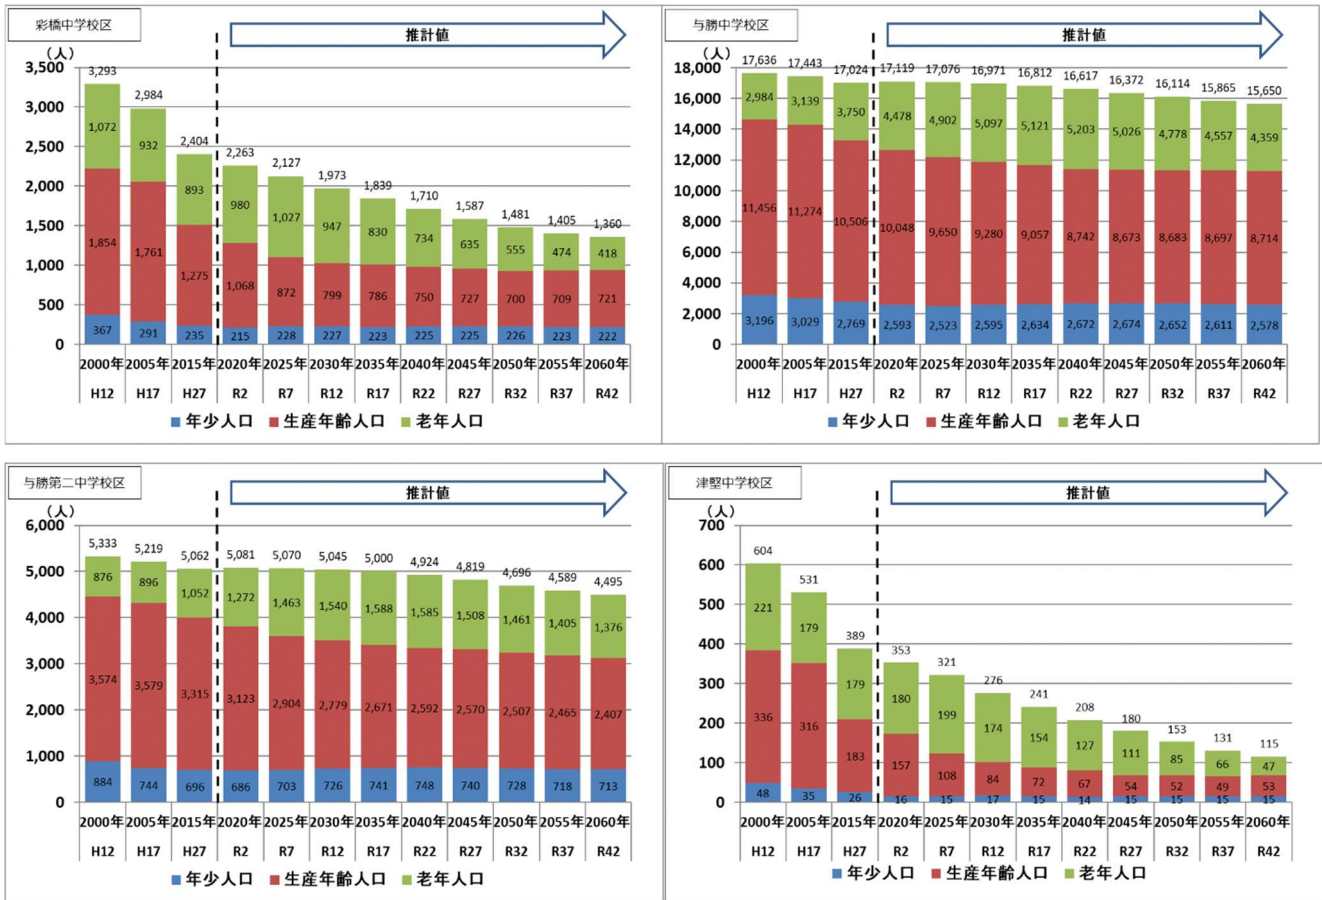 彩橋中学校区
推計値
（人）
3,500
3,000
2,500
2,000
1,500
1,000
500
0
3,293 2,984 2,404 2,263 2,127 1,973 1,839 1,710 1,587 1,481 1,405 1,360
1,072 932 893 980 1,027 947 830 734 635 555 474 418
1,854 1,761 1,275 1,068 872 799 786 750 727 700 709 721
367 291 235 215 228 227 223 225 225 226 223 222
2000年 2005年 2015年 2020年 2025年 2030年 2035年 2040年 2045年 2050年 2055年 2060年
H12 H17 H27 R2 R7 R12 R17 R22 R27 R32 R37 R42
年少人口 生産年齢人口 老年人口
与勝中学校区
推計値
（人）
18,000
16,000
14,000
12,000
10,000
8,000
6,000
4,000
2,000
0
17,636 17,443 17,024 17,119 17,076 16,971 16,812 16,617 16,372 16,114 15,865 15,650
2,984 3,139 3,750 4,478 4,902 5,097 5,121 5,203 5,026 4,778 4,557 4,359
11,456 11,274 10,506 10,048 9,650 9,280 9,057 8,742 8,673 8,683 8,697 8,714
3,196 3,029 2,769 2,593 2,523 2,595 2,634 2,672 2,674 2,652 2,611 2,578
2000年 2005年 2015年 2020年 2025年 2030年 2035年 2040年 2045年 2050年 2055年 2060年
H12 H17 H27 R2 R7 R12 R17 R22 R27 R32 R37 R42
年少人口 生産年齢人口 老年人口
与勝第二中学校区
推計値
（人）
6,000
5,000
4,000
3,000
2,000
1,000
0
5,333 5,219 5,062 5,081 5,070 5,045 5,000 4,924 4,819 4,696 4,589 4,495
876 896 1,052 1,272 1,463 1,540 1,588 1,585 1,508 1,461 1,405 1,376
3,574 3,579 3,315 3,123 2,904 2,779 2,671 2,592 2,570 2,507 2,465 2,407
884 744 696 686 703 726 741 748 740 728 718 713
2000年 2005年 2015年 2020年 2025年 2030年 2035年 2040年 2045年 2050年 2055年 2060年
H12 H17 H27 R2 R7 R12 R17 R22 R27 R32 R37 R42
年少人口 生産年齢人口 老年人口
津堅中学校区
推計値
（人）
700
600
500
400
300
200
100
0
604 531 389 353 321 276 241 208 180 153 131 115
221 179 179 180 199 174 154 127 111 85 66 47
336 316 183 157 108 84 72 67 54 52 49 53
48 35 26 16 15 17 15 14 15 15 15 15
2000年 2005年 2015年 2020年 2025年 2030年 2035年 2040年 2045年 2050年 2055年 2060年
H12 H17 H27 R2 R7 R12 R17 R22 R27 R32 R37 R42
年少人口 生産年齢人口 老年人口